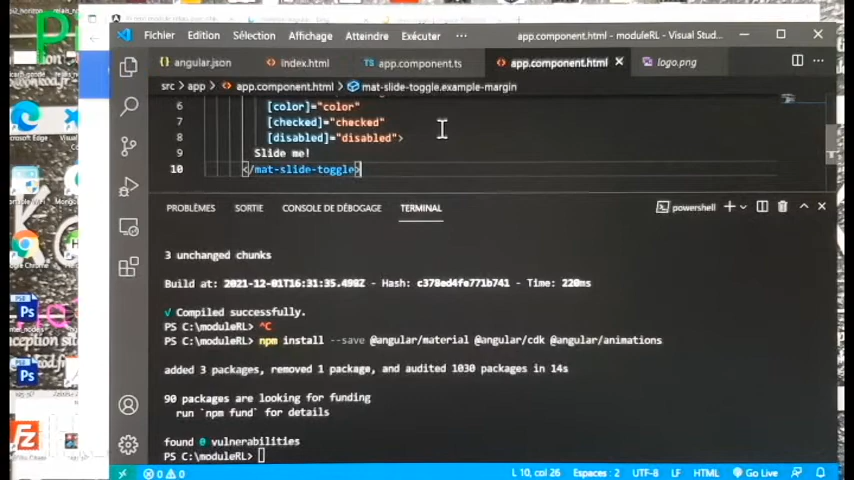 Fichier Edition Sélection Affichage Atteindre Exécuter ··· app.component.html - moduleRL - Visual Stud...
angular.json index.html app.component.ts app.component.html logo.png
src > app > app.component.html > mat-slide-toggle.example-margin
6 [color]="color"
7 [checked]="checked"
8 [disabled]="disabled">
9 Slide me!
10 </mat-slide-toggle>
PROBLÈMES SORTIE CONSOLE DE DÉBOGAGE TERMINAL powershell
3 unchanged chunks
Build at: 2021-12-01T16:31:35.498Z - Hash: c378ed4fe771b741 - Time: 220ms
√ Compiled successfully.
PS C:\moduleRL> ^C
PS C:\moduleRL> npm install --save @angular/material @angular/cdk @angular/animations
added 3 packages, removed 1 package, and audited 1030 packages in 14s
90 packages are looking for funding
run `npm fund` for details
found 0 vulnerabilities
PS C:\moduleRL>
0 0 L 10, col 26 Espaces : 2 UTF-8 LF HTML Go Live